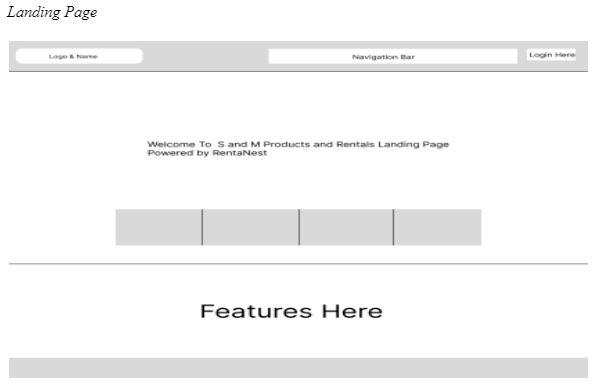 Landing Page
Logo & Name
Navigation Bar
Login Here
Welcome To S and M Products and Rentals Landing Page
Powered by RentaNest
Features Here